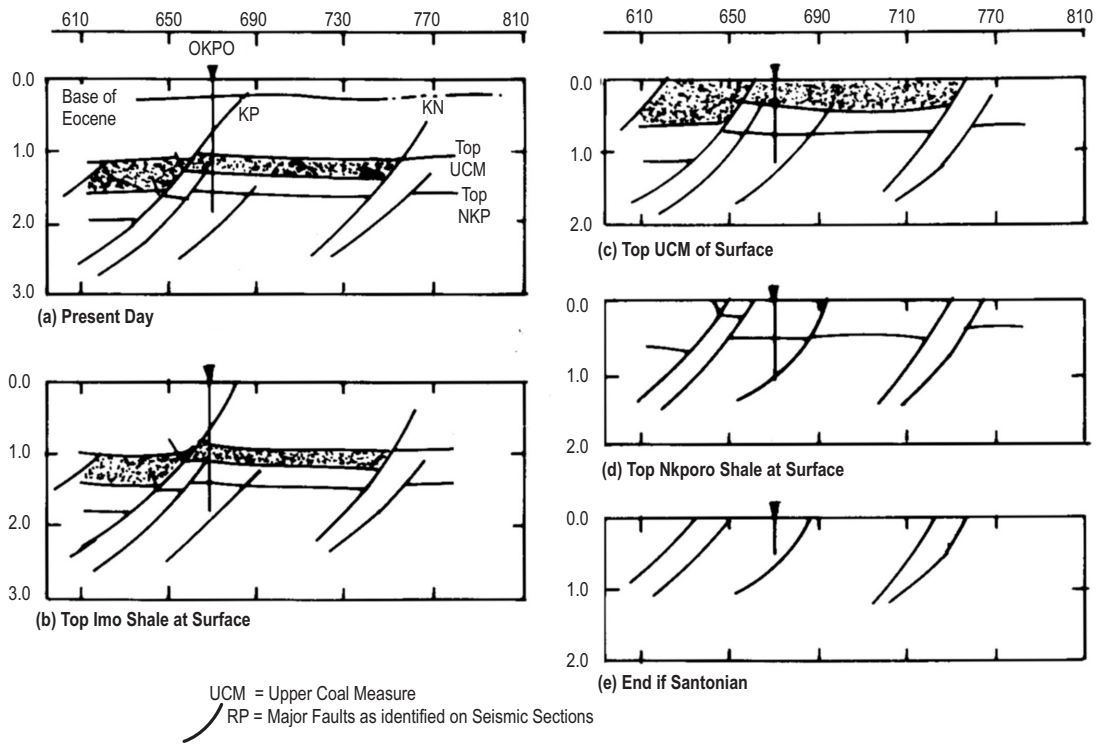 610 650 690 730 770 810
OKPO
0.0
Base of
Eocene
KP
KN
1.0
Top
UCM
Top
NKP
2.0
3.0
(a) Present Day
0.0
1.0
2.0
3.0
(b) Top Imo Shale at Surface
610 650 690 710 770 810
0.0
1.0
2.0
(c) Top UCM of Surface
0.0
1.0
2.0
(d) Top Nkporo Shale at Surface
0.0
1.0
2.0
(e) End if Santonian
UCM = Upper Coal Measure
RP = Major Faults as identified on Seismic Sections